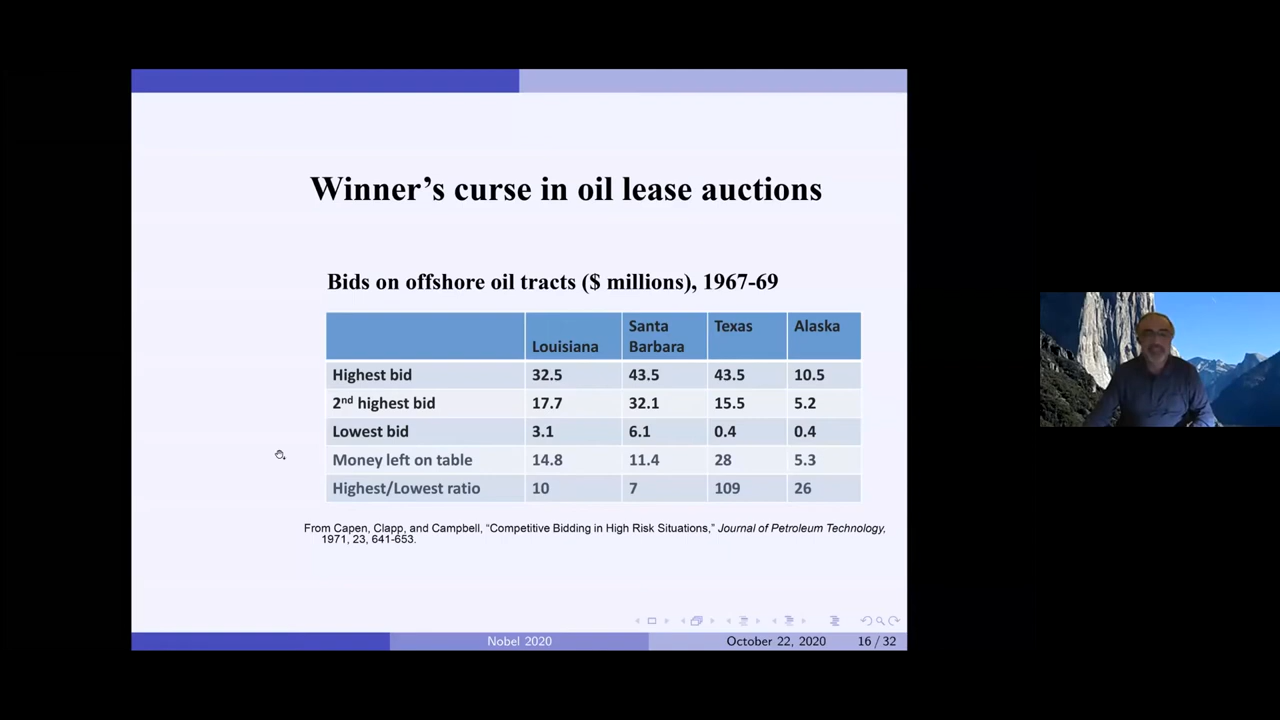 Winner’s curse in oil lease auctions
Bids on offshore oil tracts ($ millions), 1967-69
Louisiana Santa Barbara Texas Alaska
Highest bid 32.5 43.5 43.5 10.5
2nd highest bid 17.7 32.1 15.5 5.2
Lowest bid 3.1 6.1 0.4 0.4
Money left on table 14.8 11.4 28 5.3
Highest/Lowest ratio 10 7 109 26
From Capen, Clapp, and Campbell, “Competitive Bidding in High Risk Situations,” Journal of Petroleum Technology,
1971, 23, 641-653.
Nobel 2020 October 22, 2020 16 / 32